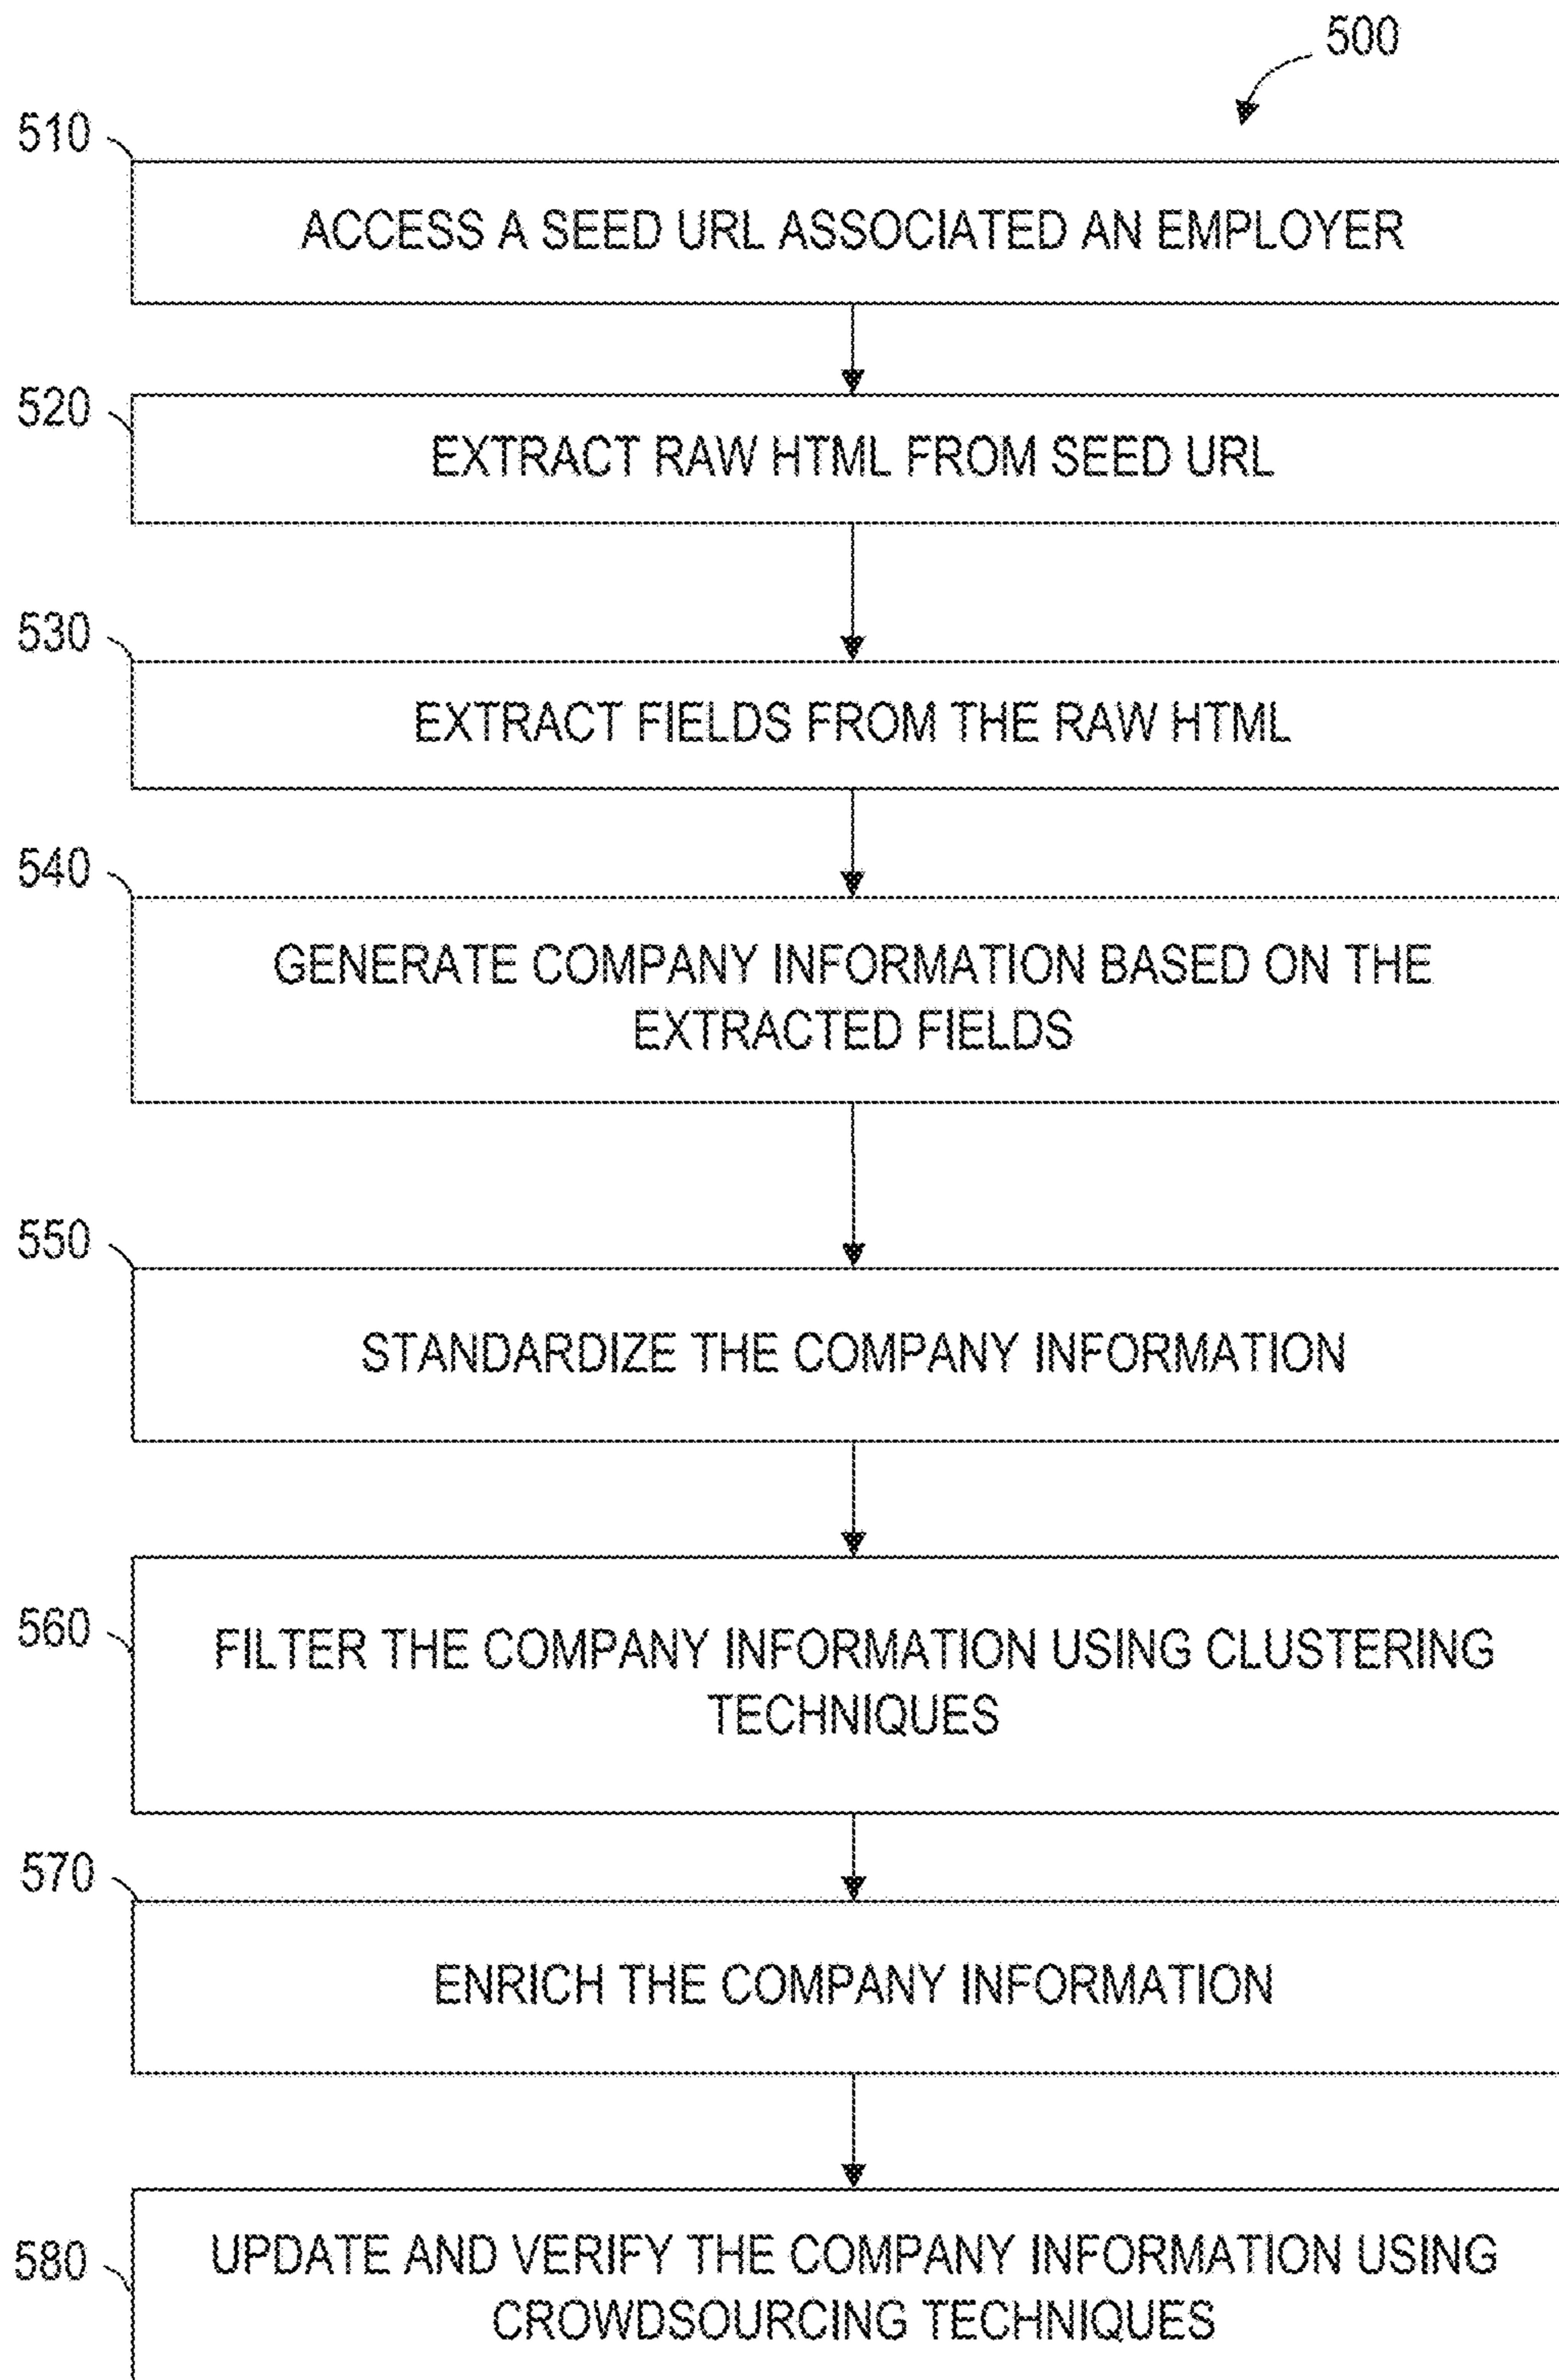 500
510
ACCESS A SEED URL ASSOCIATED AN EMPLOYER
520
EXTRACT RAW HTML FROM SEED URL
530
EXTRACT FIELDS FROM THE RAW HTML
540
GENERATE COMPANY INFORMATION BASED ON THE
EXTRACTED FIELDS
550
STANDARDIZE THE COMPANY INFORMATION
560
FILTER THE COMPANY INFORMATION USING CLUSTERING
TECHNIQUES
570
ENRICH THE COMPANY INFORMATION
580
UPDATE AND VERIFY THE COMPANY INFORMATION USING
CROWDSOURCING TECHNIQUES